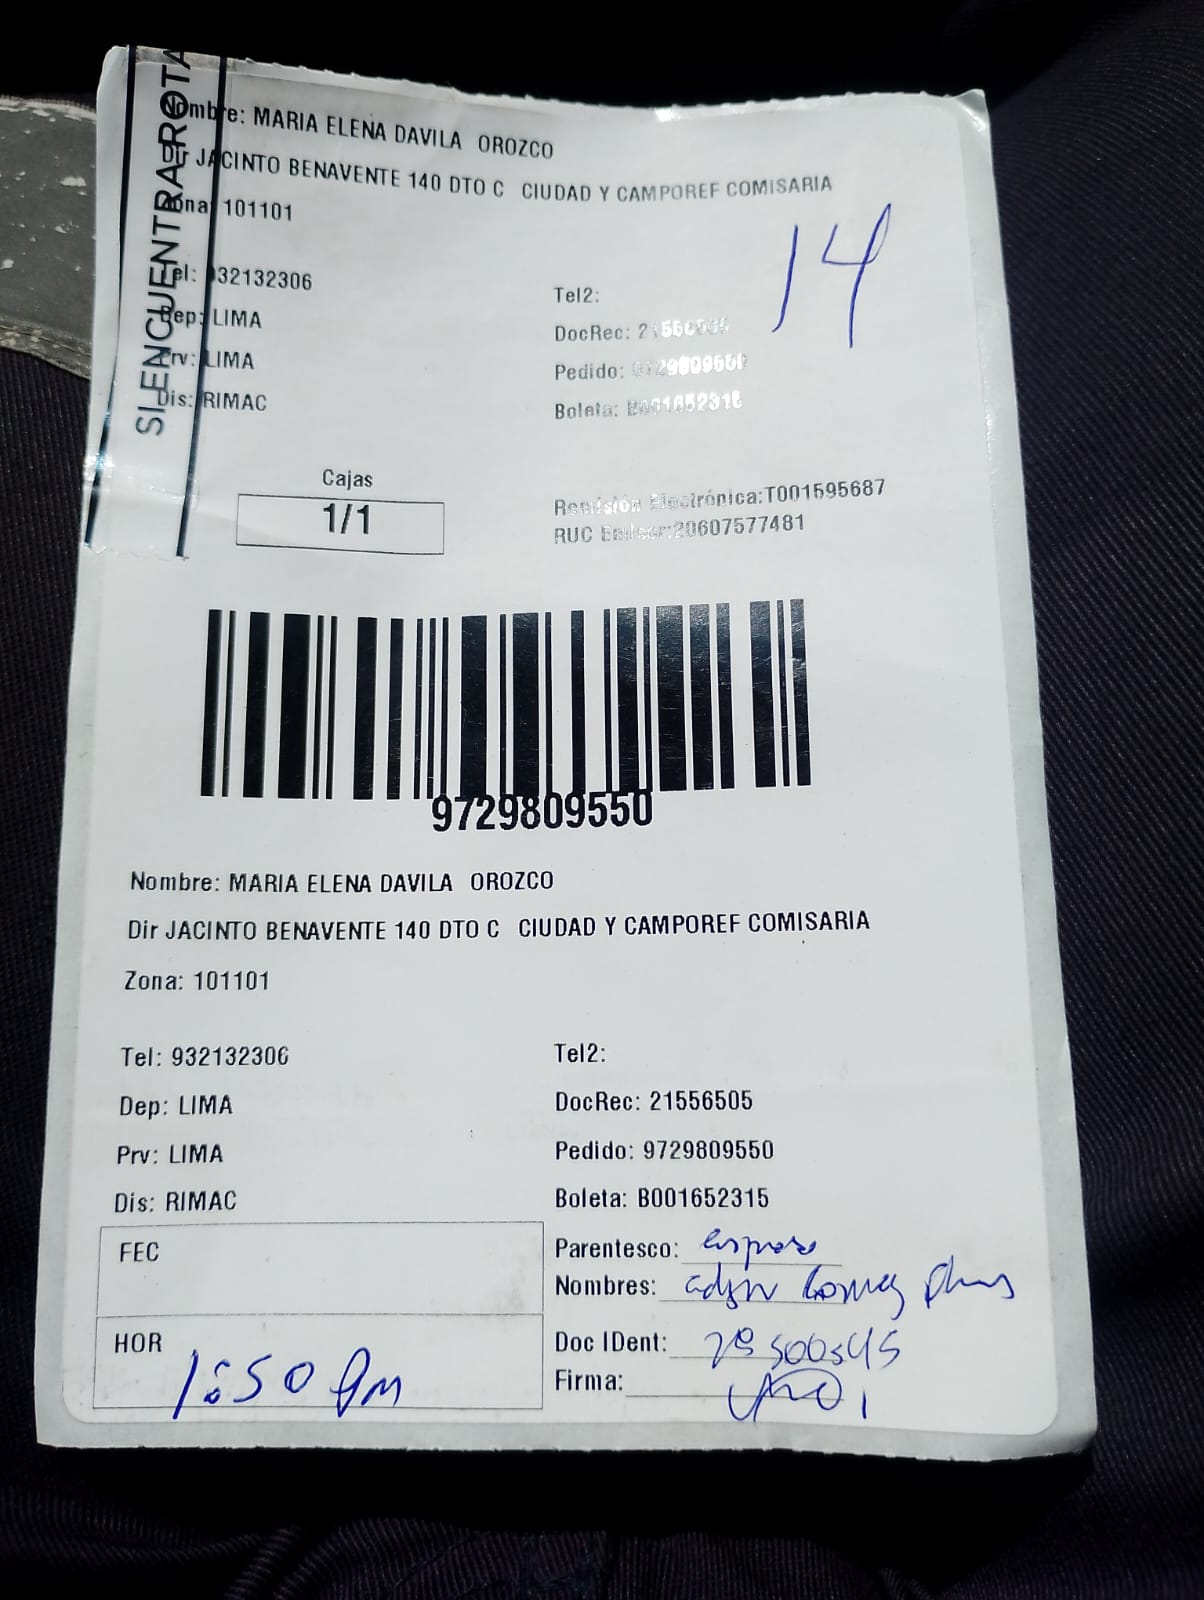 SI ENCUENTRA ROTA
Nombre: MARIA ELENA DAVILA OROZCO
Dir JACINTO BENAVENTE 140 DTO C CIUDAD Y CAMPOREF COMISARIA
Zona: 101101
14
Tel: 932132306
Tel2:
Dep: LIMA
DocRec: 21556505
Prv: LIMA
Pedido: 9729809550
Dis: RIMAC
Boleta: B001652315
Cajas
1/1
Remisión Electrónica:T001595687
RUC Emisor:20607577481
9729809550
Nombre: MARIA ELENA DAVILA OROZCO
Dir JACINTO BENAVENTE 140 DTO C CIUDAD Y CAMPOREF COMISARIA
Zona: 101101
Tel: 932132306
Tel2:
Dep: LIMA
DocRec: 21556505
Prv: LIMA
Pedido: 9729809550
Dis: RIMAC
Boleta: B001652315
FEC
Parentesco: esposo
Nombres:
HOR
1:50 Pm
Doc IDent:
Firma: